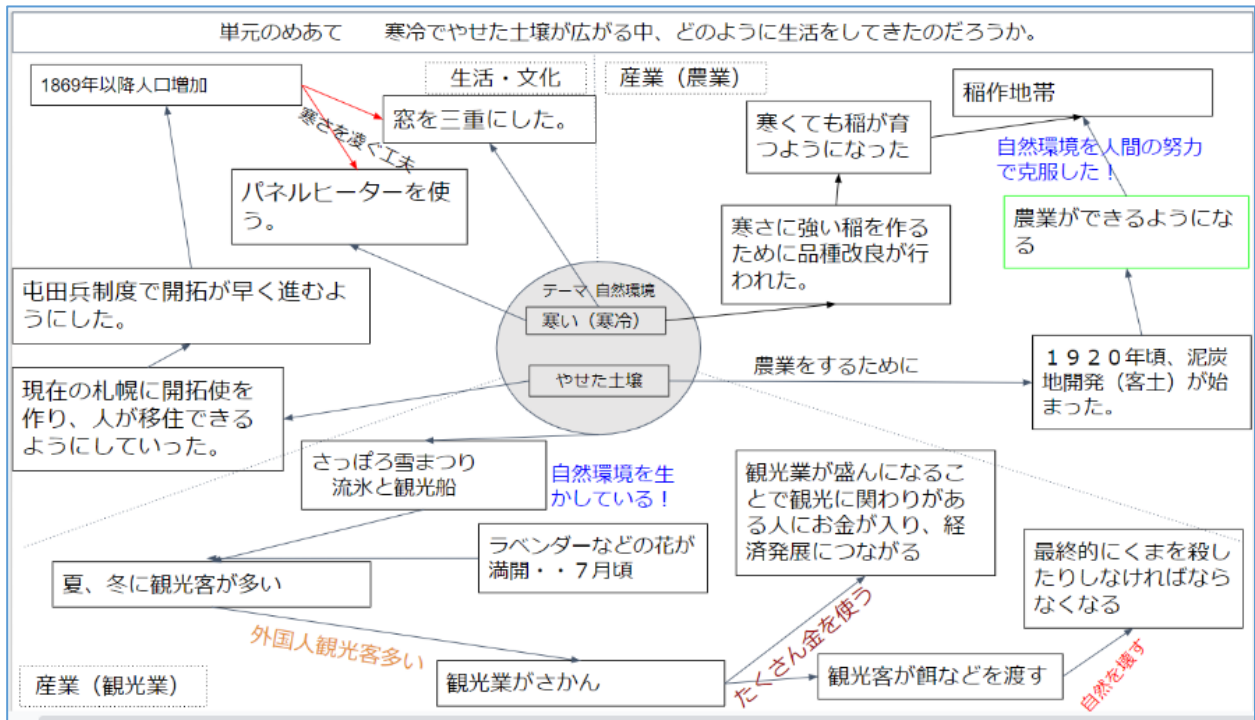 単元のめあて　　寒冷でやせた土壌が広がる中、どのように生活をしてきたのだろうか。
生活・文化
産業（農業）
1869年以降人口増加
寒さを凌ぐ工夫
窓を三重にした。
パネルヒーターを使
う。
屯田兵制度で開拓が早く進むよ
うにした。
現在の札幌に開拓使を
作り、人が移住できる
ようにしていった。
テーマ 自然環境
寒い（寒冷）
やせた土壌
稲作地帯
寒くても稲が育
つようになった
自然環境を人間の努力
で克服した！
寒さに強い稲を作る
ために品種改良が行
われた。
農業ができるようにな
る
農業をするために
１９２０年頃、泥炭
地開発（客土）が始
まった。
さっぽろ雪まつり
流氷と観光船
自然環境を生
かしている！
ラベンダーなどの花が
満開・・７月頃
夏、冬に観光客が多い
外国人観光客多い
観光業がさかん
たくさん金を使う
観光業が盛んになるこ
とで観光に関わりがあ
る人にお金が入り、経
済発展につながる
観光客が餌などを渡す
自然を壊す
最終的にくまを殺し
たりしなければなら
なくなる
産業（観光業）